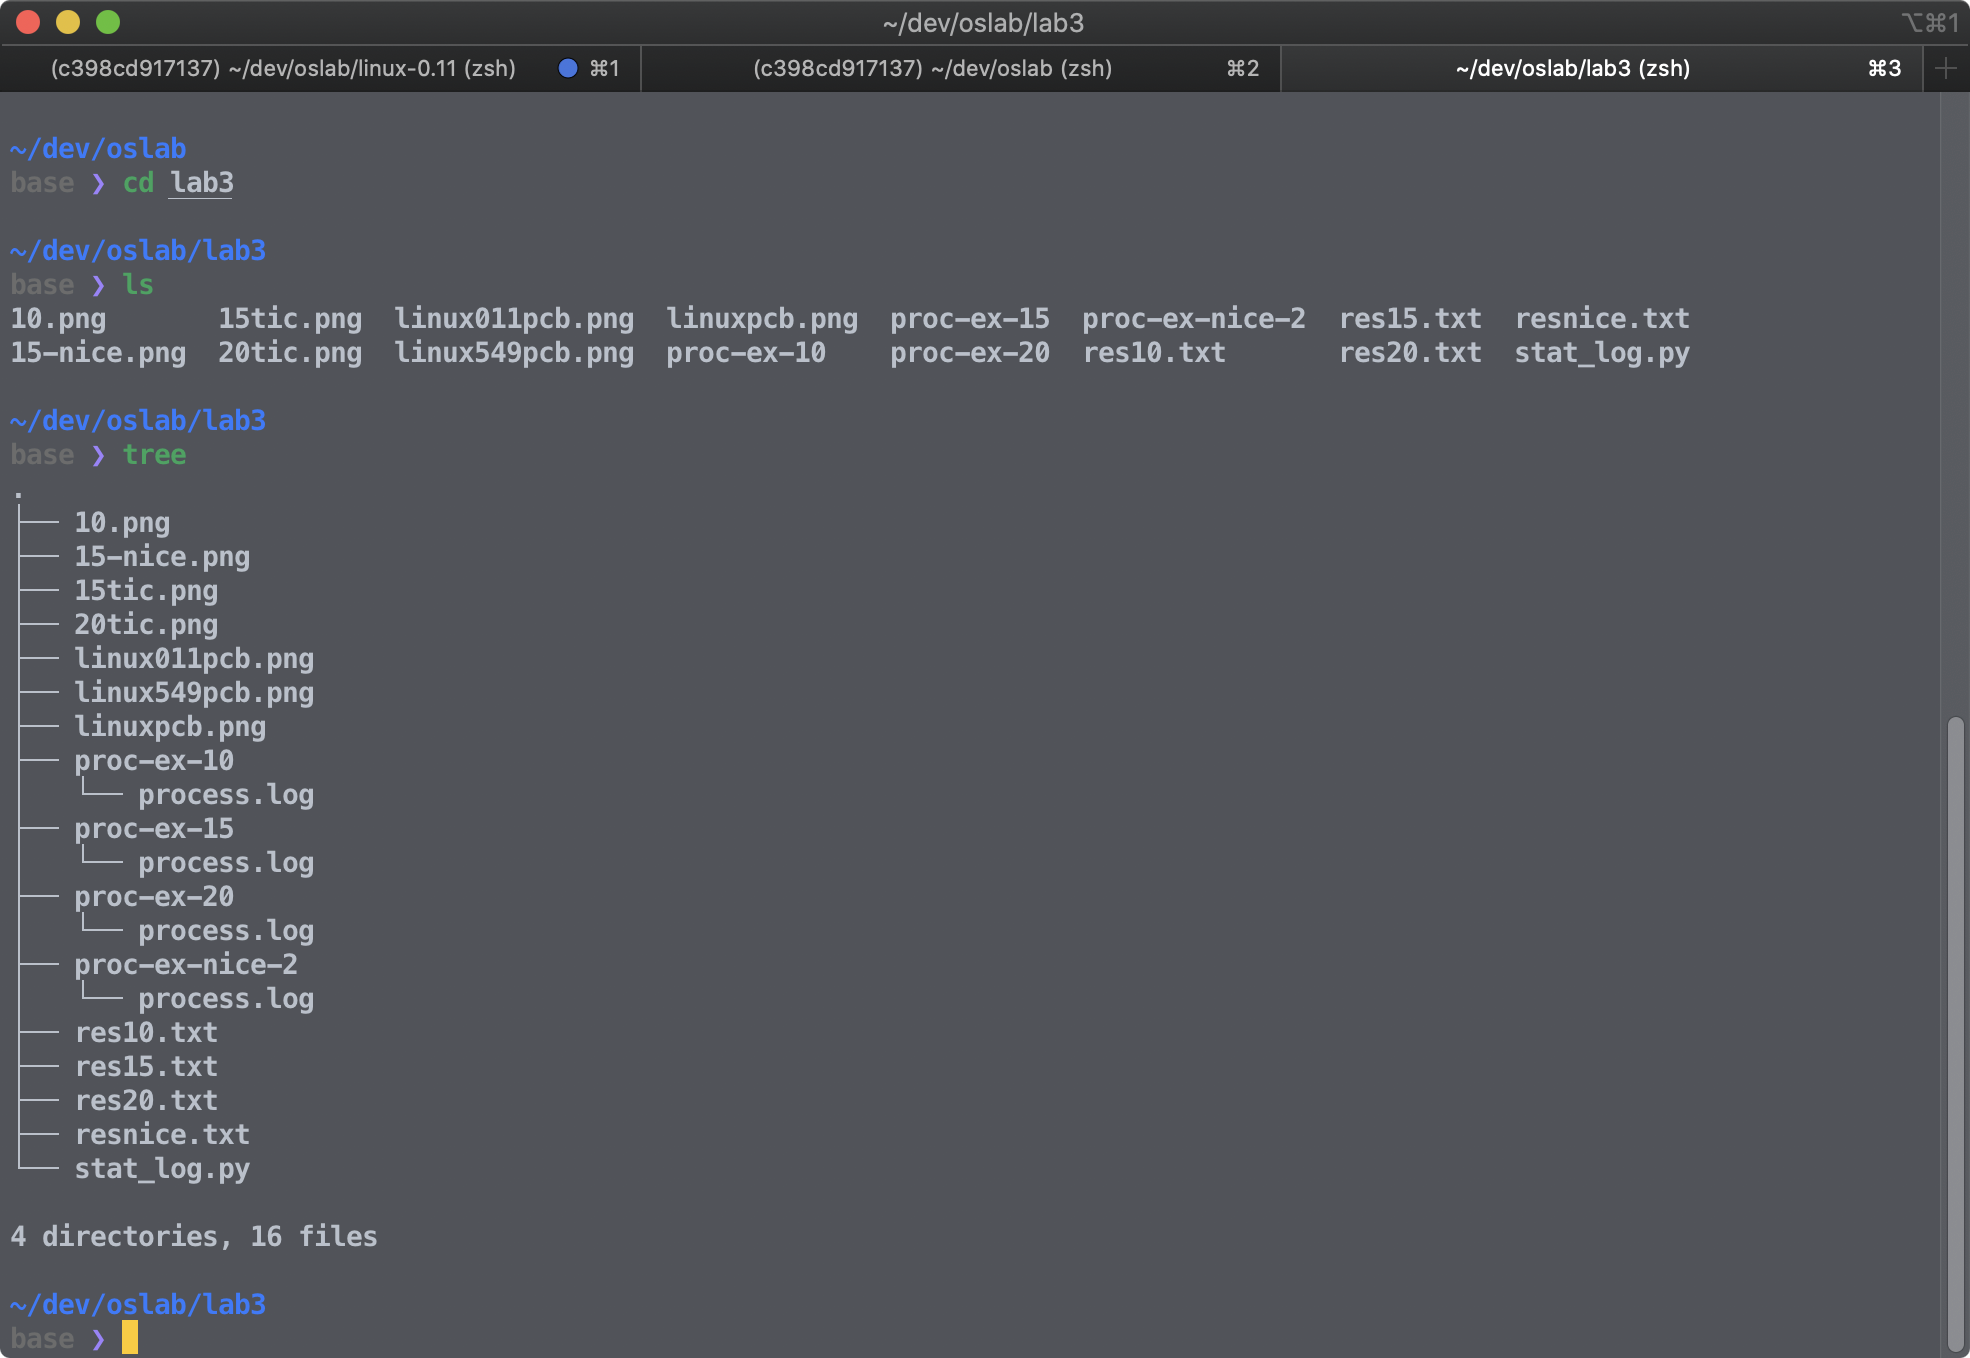 ~/dev/oslab/lab3 ⌥⌘1
(c398cd917137) ~/dev/oslab/linux-0.11 (zsh) ⌘1 (c398cd917137) ~/dev/oslab (zsh) ⌘2 ~/dev/oslab/lab3 (zsh) ⌘3 +
~/dev/oslab
base ❯ cd lab3
~/dev/oslab/lab3
base ❯ ls
10.png 15tic.png linux011pcb.png linuxpcb.png proc-ex-15 proc-ex-nice-2 res15.txt resnice.txt
15-nice.png 20tic.png linux549pcb.png proc-ex-10 proc-ex-20 res10.txt res20.txt stat_log.py
~/dev/oslab/lab3
base ❯ tree
.
├── 10.png
├── 15-nice.png
├── 15tic.png
├── 20tic.png
├── linux011pcb.png
├── linux549pcb.png
├── linuxpcb.png
├── proc-ex-10
│   └── process.log
├── proc-ex-15
│   └── process.log
├── proc-ex-20
│   └── process.log
├── proc-ex-nice-2
│   └── process.log
├── res10.txt
├── res15.txt
├── res20.txt
├── resnice.txt
└── stat_log.py
4 directories, 16 files
~/dev/oslab/lab3
base ❯